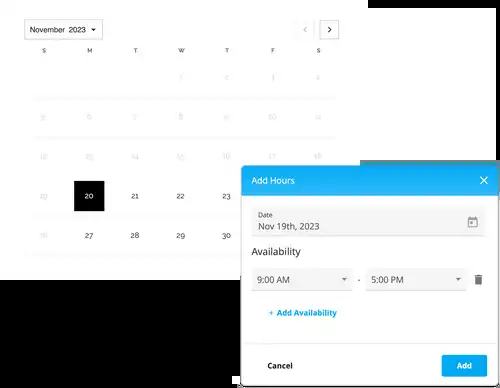 November 2023
S M T W T F S
1 2 3 4
5 6 7 8 9 10 11
12 13 14 15 16 17 18
19 20 21 22 23
26 27 28 29 30
Add Hours
Date
Nov 19th, 2023
Availability
9:00 AM - 5:00 PM
+ Add Availability
Cancel Add